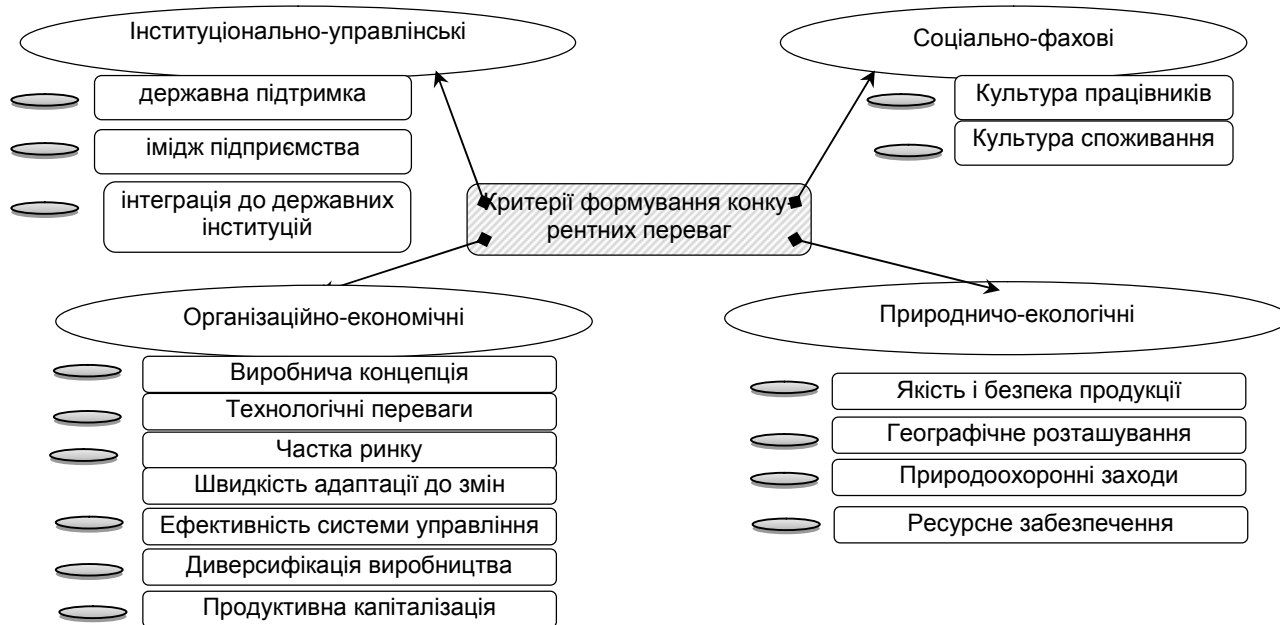 Інституціонально-управлінські
державна підтримка
імідж підприємства
інтеграція до державних
інституцій
Соціально-фахові
Культура працівників
Культура споживання
Критерії формування конку-
рентних переваг
Організаційно-економічні
Виробнича концепція
Технологічні переваги
Частка ринку
Швидкість адаптації до змін
Ефективність системи управління
Диверсифікація виробництва
Продуктивна капіталізація
Природничо-екологічні
Якість і безпека продукції
Географічне розташування
Природоохоронні заходи
Ресурсне забезпечення